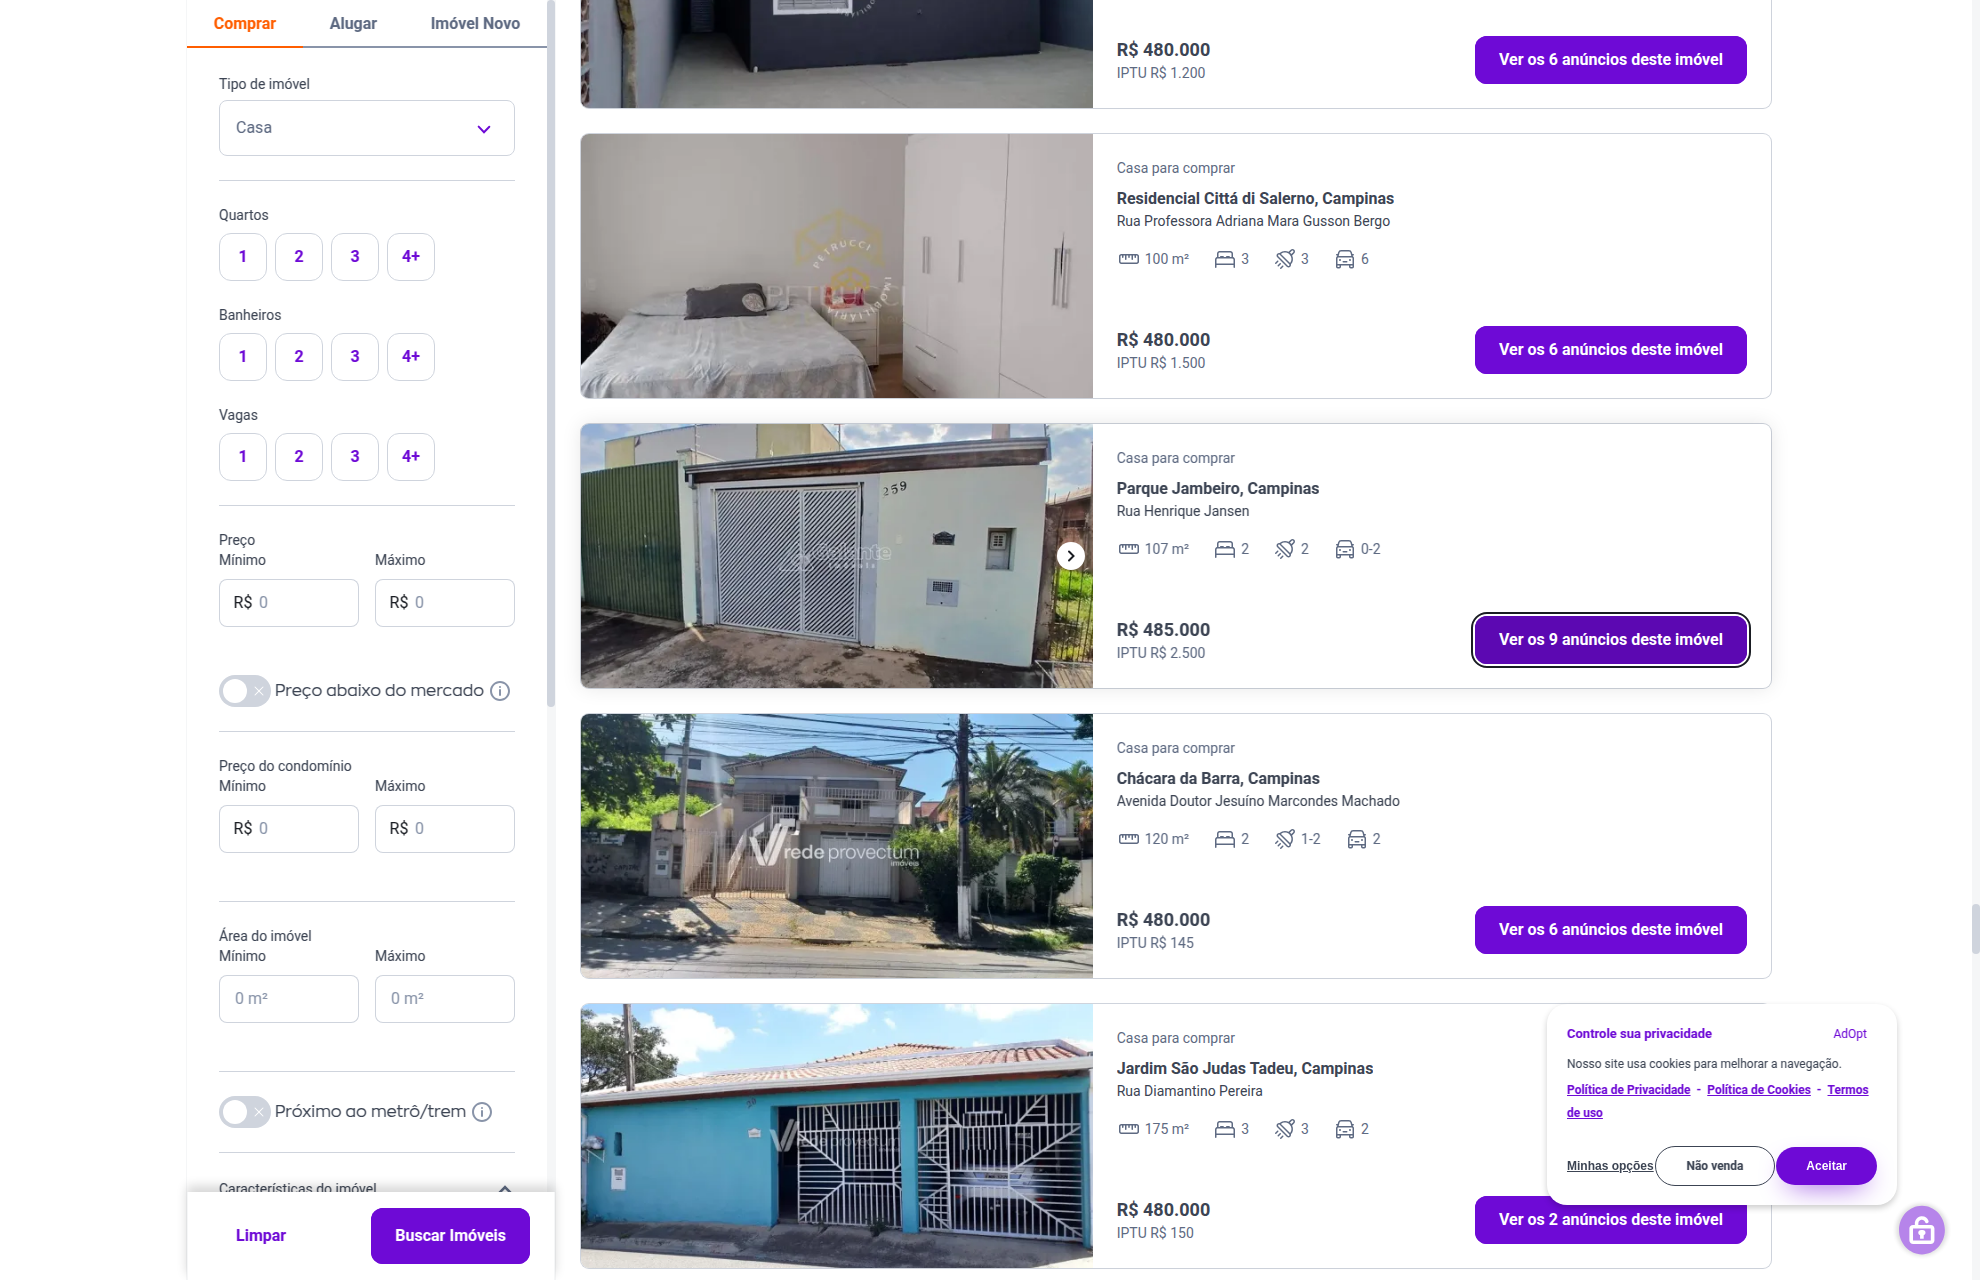 Comprar
Alugar
Imóvel Novo
Tipo de imóvel
Casa
Quartos
1
2
3
4+
Banheiros
1
2
3
4+
Vagas
1
2
3
4+
Preço
Mínimo
Máximo
R$ 0
R$ 0
Preço abaixo do mercado
Preço do condomínio
Mínimo
Máximo
R$ 0
R$ 0
Área do imóvel
Mínimo
Máximo
0 m²
0 m²
Próximo ao metrô/trem
Características do imóvel
Limpar
Buscar Imóveis
R$ 480.000
IPTU R$ 1.200
Ver os 6 anúncios deste imóvel
PETRUCCI
IMOBILIÁRIA
PETRUCCI
Casa para comprar
Residencial Cittá di Salerno, Campinas
Rua Professora Adriana Mara Gusson Bergo
100 m²
3
3
6
R$ 480.000
IPTU R$ 1.500
Ver os 6 anúncios deste imóvel
259
imóveis
Casa para comprar
Parque Jambeiro, Campinas
Rua Henrique Jansen
107 m²
2
2
0-2
R$ 485.000
IPTU R$ 2.500
Ver os 9 anúncios deste imóvel
rede provectum
imóveis
Casa para comprar
Chácara da Barra, Campinas
Avenida Doutor Jesuíno Marcondes Machado
120 m²
2
1-2
2
R$ 480.000
IPTU R$ 145
Ver os 6 anúncios deste imóvel
rede provectum
Casa para comprar
Jardim São Judas Tadeu, Campinas
Rua Diamantino Pereira
175 m²
3
3
2
R$ 480.000
IPTU R$ 150
Ver os 2 anúncios deste imóvel
Controle sua privacidade
AdOpt
Nosso site usa cookies para melhorar a navegação.
Política de Privacidade - Política de Cookies - Termos
de uso
Minhas opções
Não venda
Aceitar